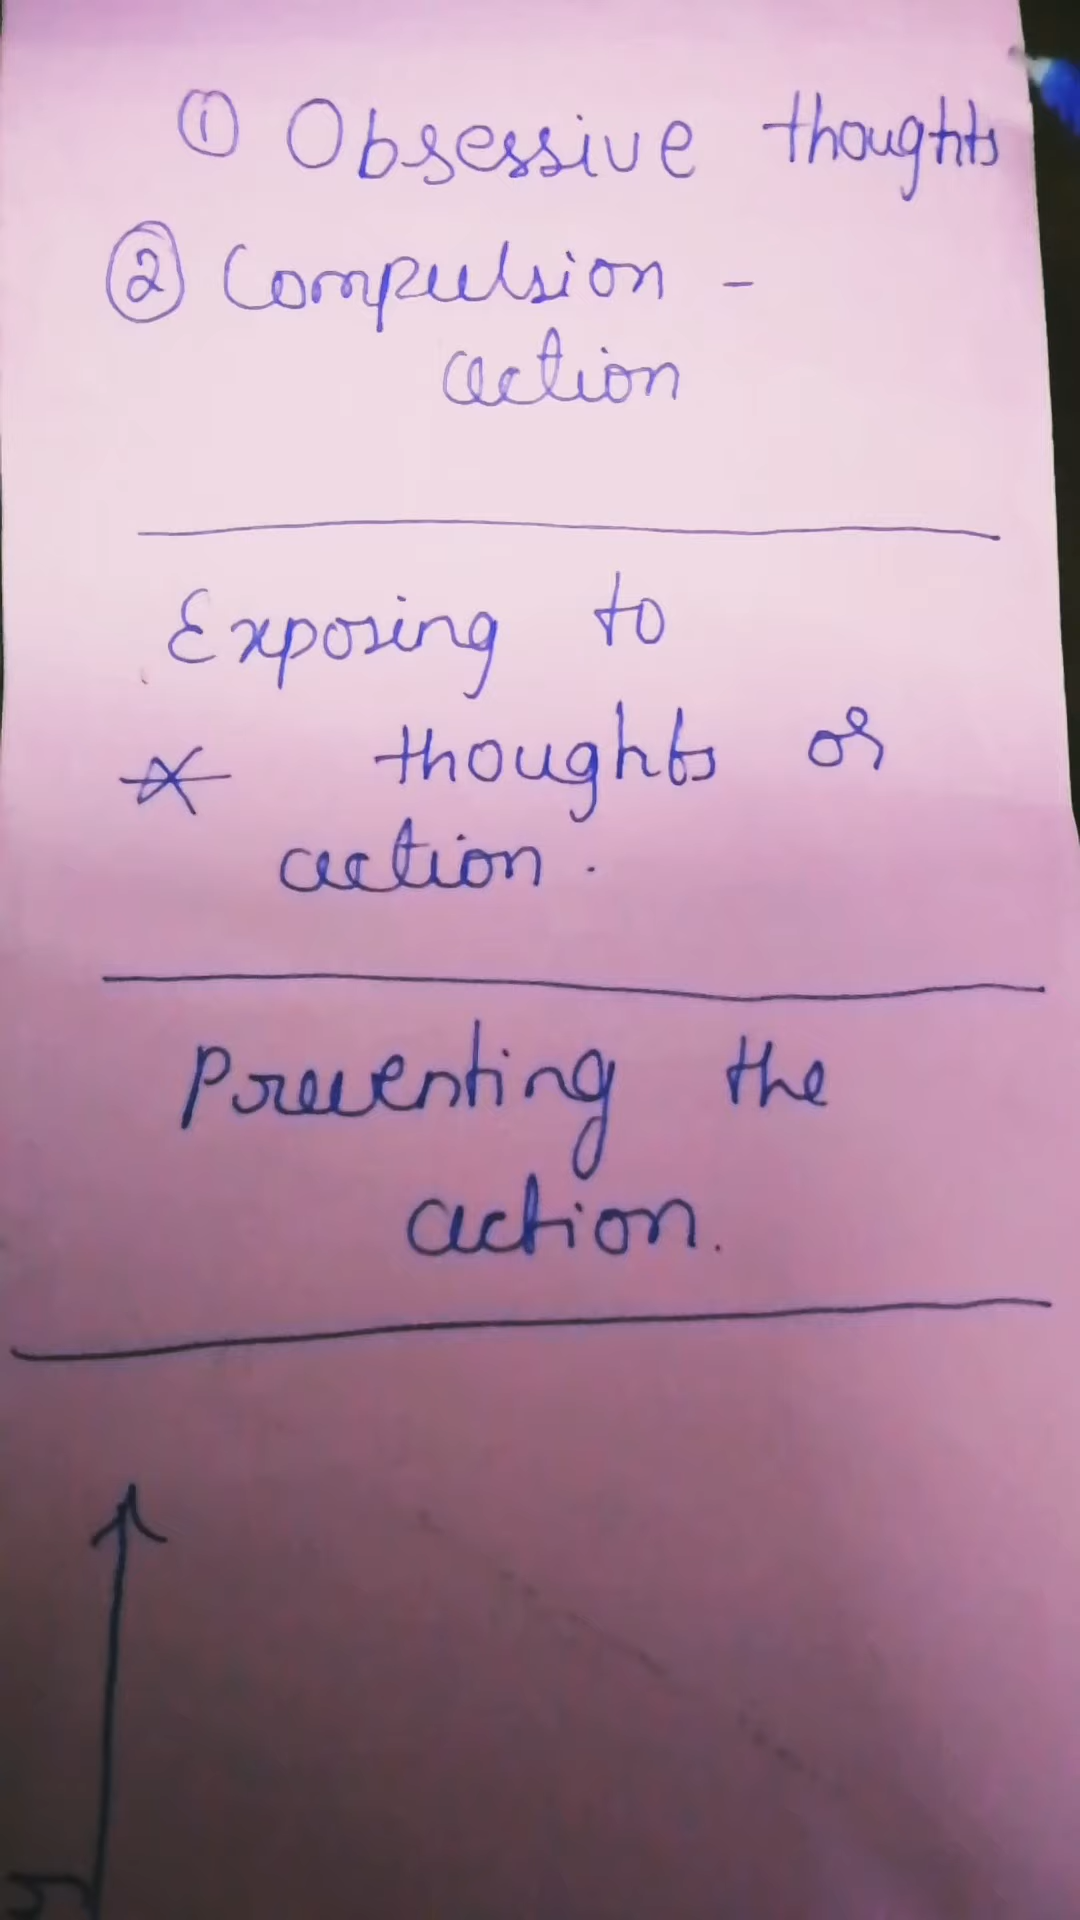 ① Obsessive thoughts
② Compulsion -
action
Exposing to
* thoughts or
action.
Preventing the
action.